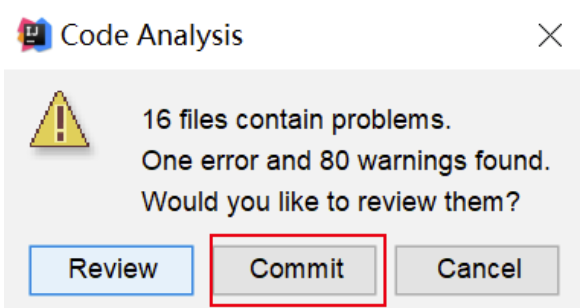 Code Analysis
16 files contain problems.
One error and 80 warnings found.
Would you like to review them?
Review Commit Cancel